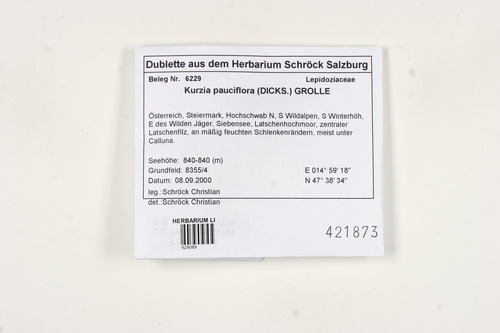 Dublette aus dem Herbarium Schröck Salzburg
Beleg Nr. 6229 Lepidoziaceae
Kurzia pauciflora (DICKS.) GROLLE
Österreich, Steiermark, Hochschwab N, S Wildalpen, S Winterhöh,
E des Wilden Jäger, Siebensee, Latschenhochmoor, zentraler
Latschenfilz, an mäßig feuchten Schlenkenrändern, meist unter
Calluna.
Seehöhe: 840-840 (m)
Grundfeld: 8355/4 E 014° 59' 18"
Datum: 08.09.2000 N 47° 38' 34"
leg.:Schröck Christian
det.:Schröck Christian
HERBARIUM LI
421873